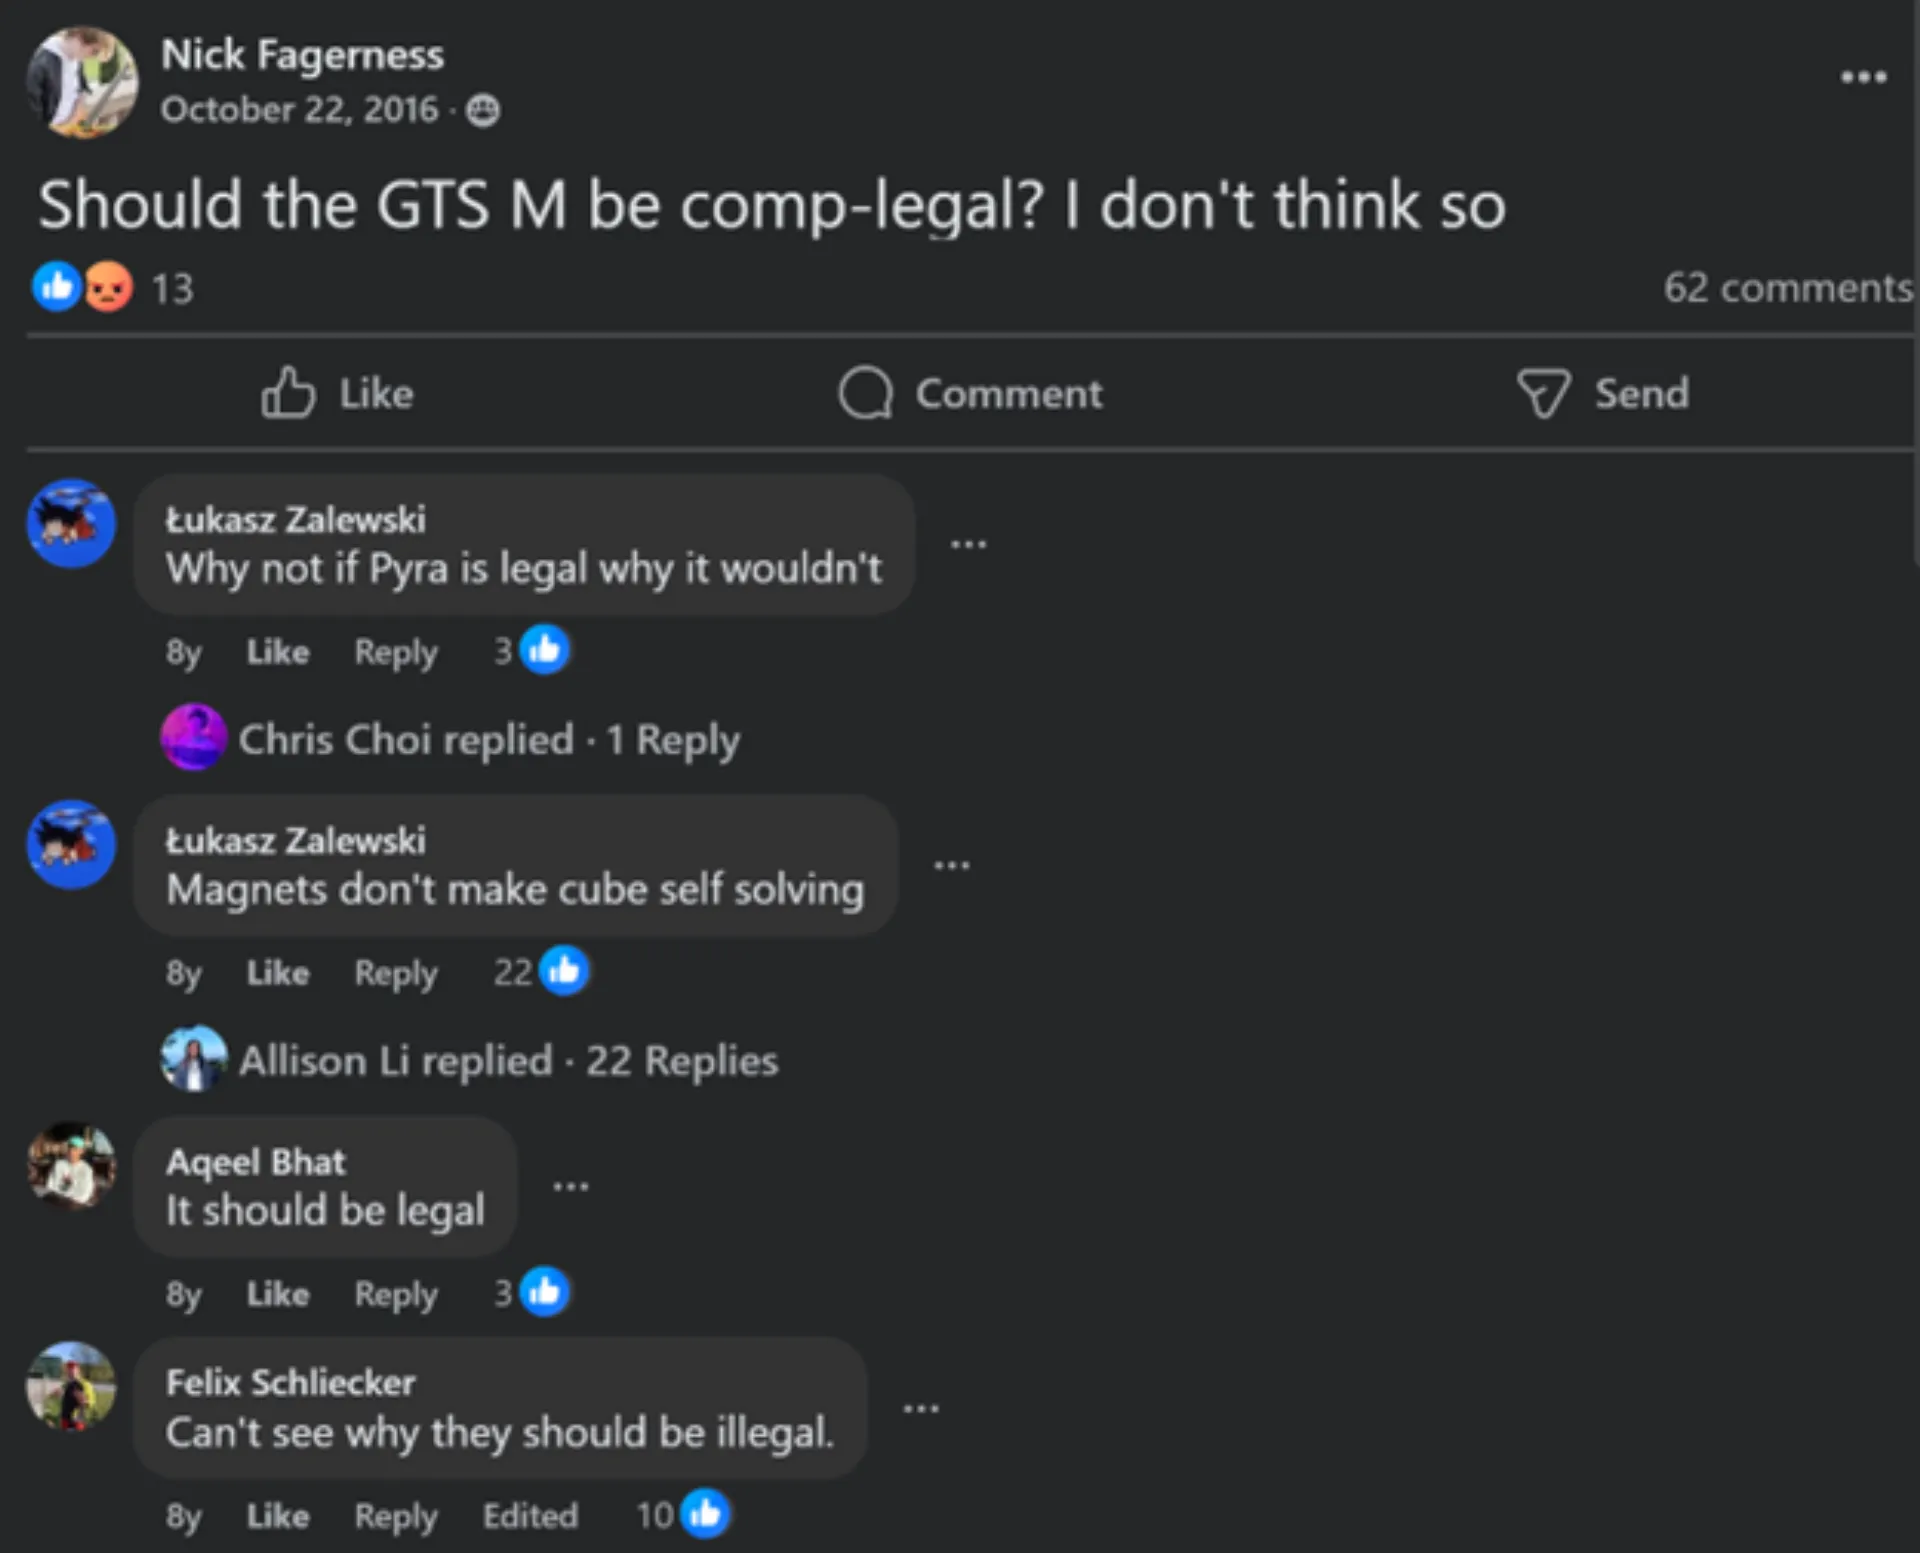 Nick Fagerness
October 22, 2016 ·
Should the GTS M be comp-legal? I don't think so
13
62 comments
Like
Comment
Send
Łukasz Zalewski
Why not if Pyra is legal why it wouldn't
8y Like Reply 3
Chris Choi replied · 1 Reply
Łukasz Zalewski
Magnets don't make cube self solving
8y Like Reply 22
Allison Li replied · 22 Replies
Aqeel Bhat
It should be legal
8y Like Reply 3
Felix Schliecker
Can't see why they should be illegal.
8y Like Reply Edited 10